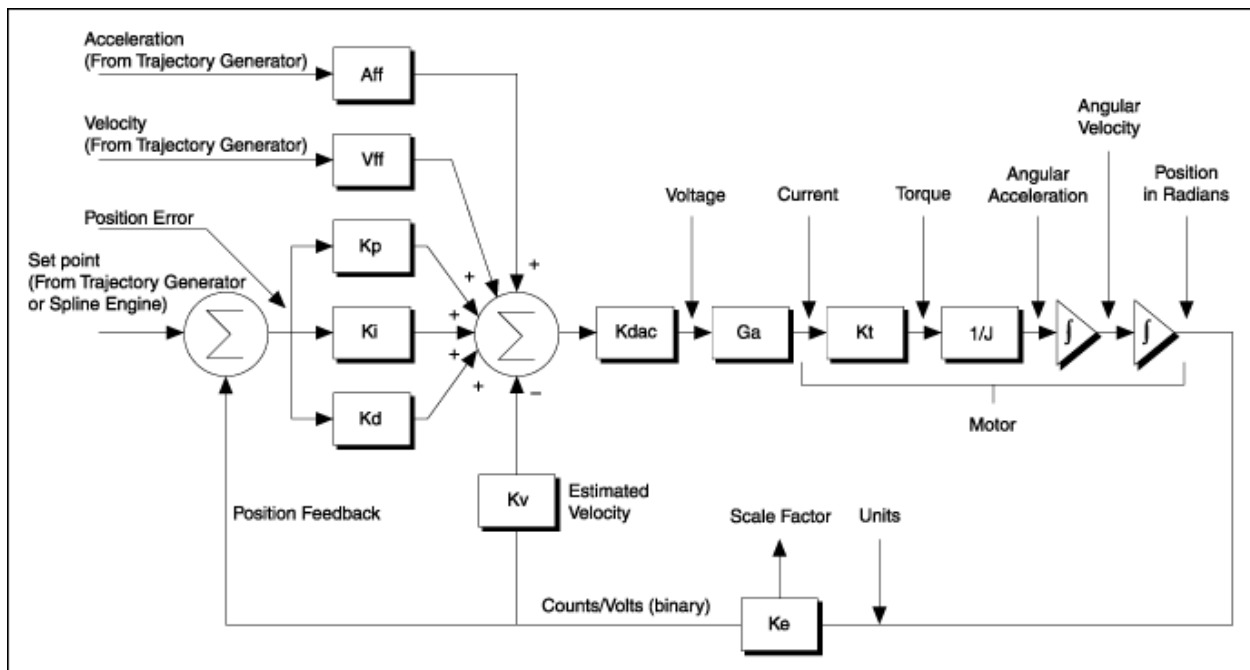 Acceleration
(From Trajectory Generator)
Aff
Velocity
(From Trajectory Generator)
Vff
Angular
Velocity
Position Error
Kp
Voltage
Current
Torque
Angular
Acceleration
Position
in Radians
Set point
(From Trajectory Generator
or Spline Engine)
+
+
+
+
+
−
Σ
Ki
Σ
Kdac
Ga
Kt
1/J
∫
∫
Kd
Motor
Kv
Estimated
Velocity
Position Feedback
Scale Factor
Units
Counts/Volts (binary)
Ke